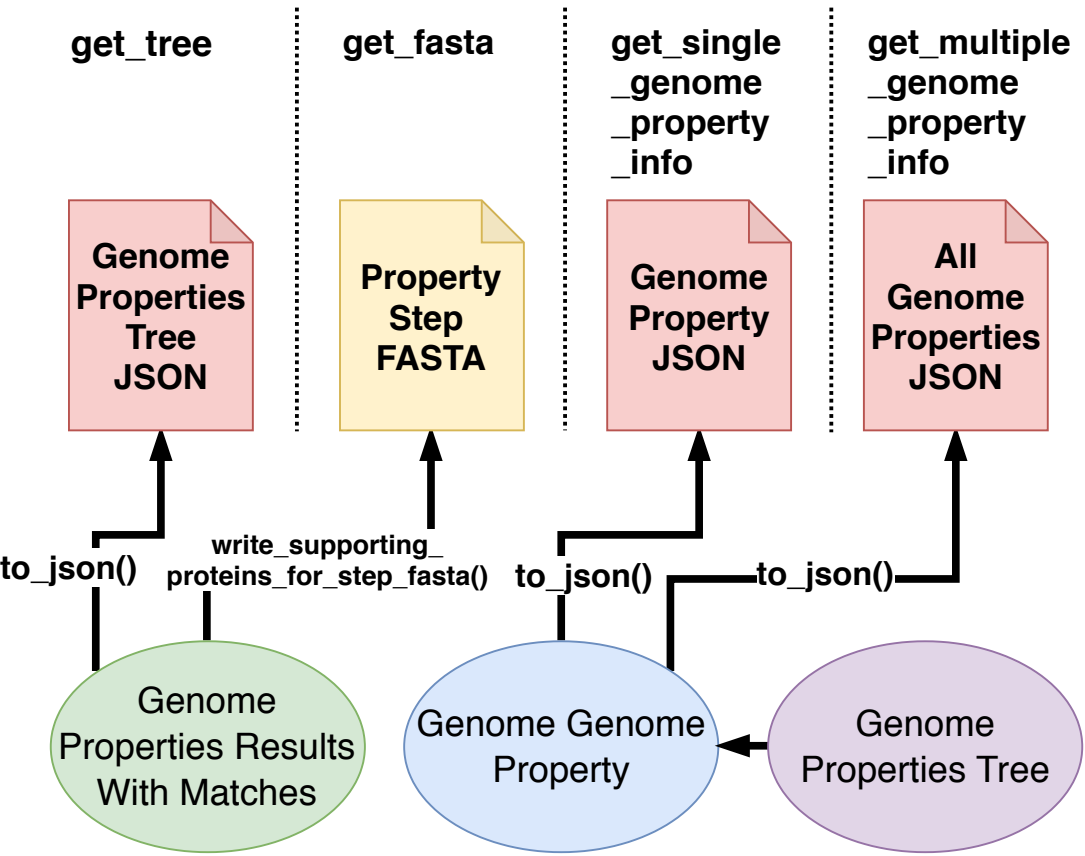 get_tree
get_fasta
get_single
_genome
_property
_info
get_multiple
_genome
_property
_info
Genome
Properties
Tree
JSON
Property
Step
FASTA
Genome
Property
JSON
All
Genome
Properties
JSON
to_json()
write_supporting_
proteins_for_step_fasta()
to_json()
to_json()
Genome
Properties Results
With Matches
Genome Genome
Property
Genome
Properties Tree